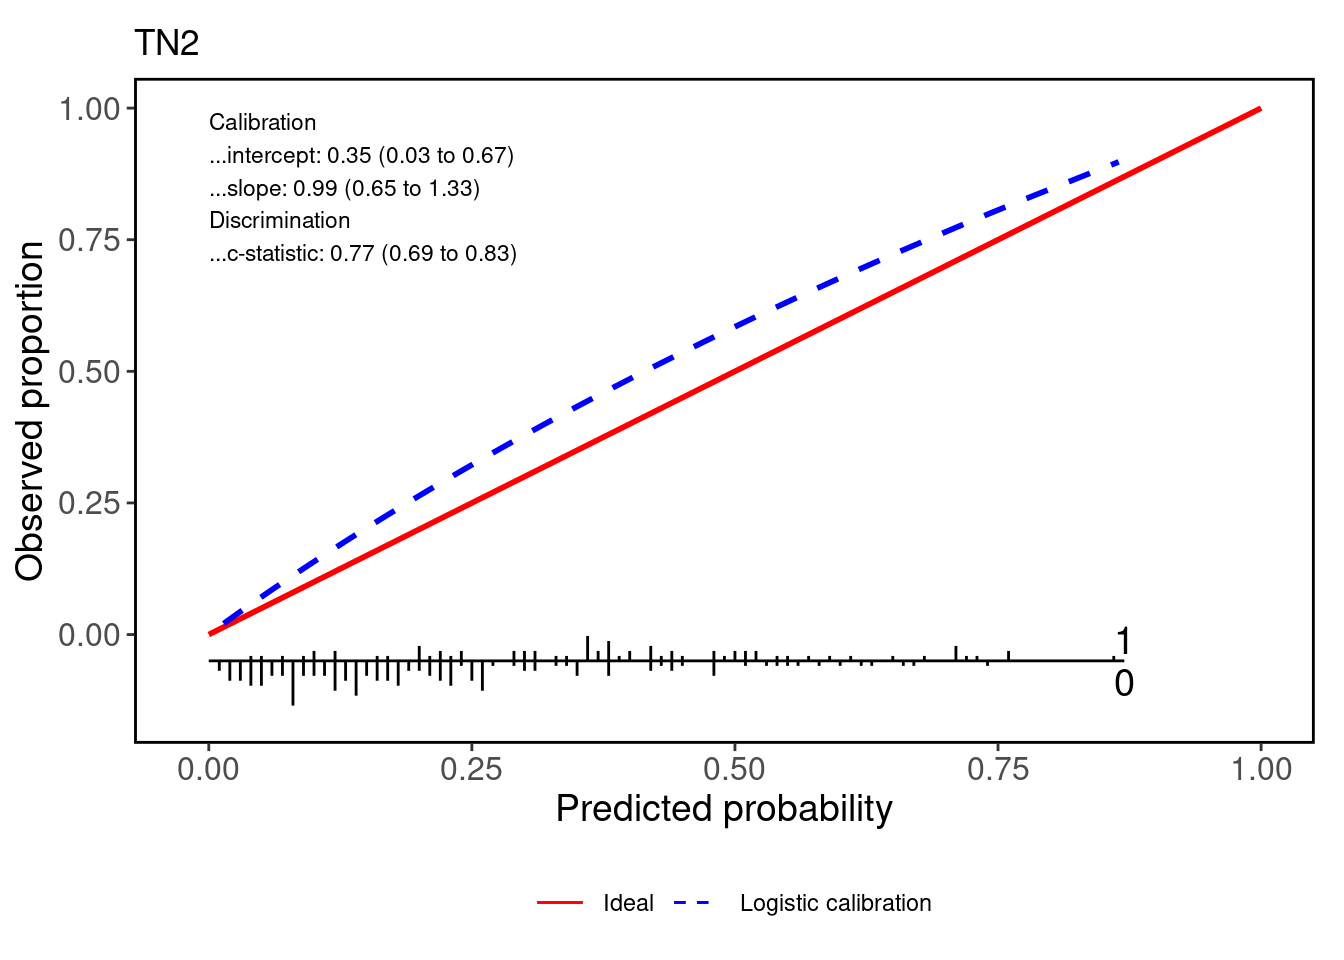 TN2
Calibration
...intercept: 0.35 (0.03 to 0.67)
...slope: 0.99 (0.65 to 1.33)
Discrimination
...c-statistic: 0.77 (0.69 to 0.83)
Observed proportion
1.00
0.75
0.50
0.25
0.00
1
0
0.00 0.25 0.50 0.75 1.00
Predicted probability
Ideal Logistic calibration